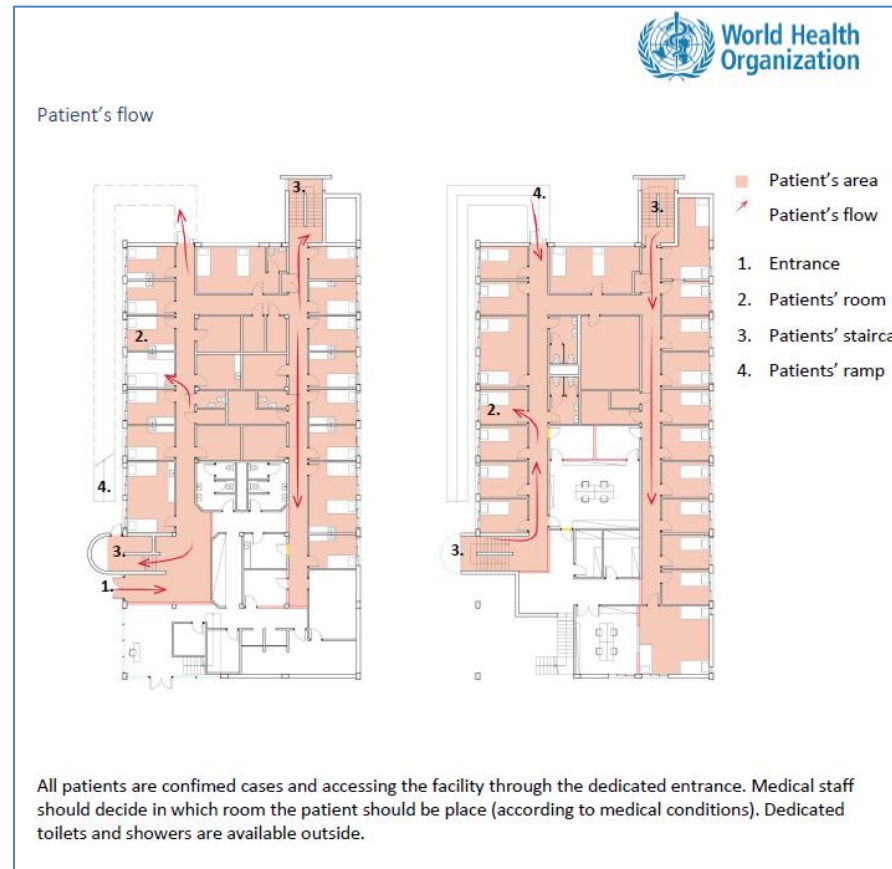 World Health
Organization
Patient's flow
3.
4.
3.
Patient's area
Patient's flow
1. Entrance
2. Patients' room
3. Patients' stairca
4. Patients' ramp
2.
2.
4.
3.
3.
1.
All patients are confimed cases and accessing the facility through the dedicated entrance. Medical staff
should decide in which room the patient should be place (according to medical conditions). Dedicated
toilets and showers are available outside.